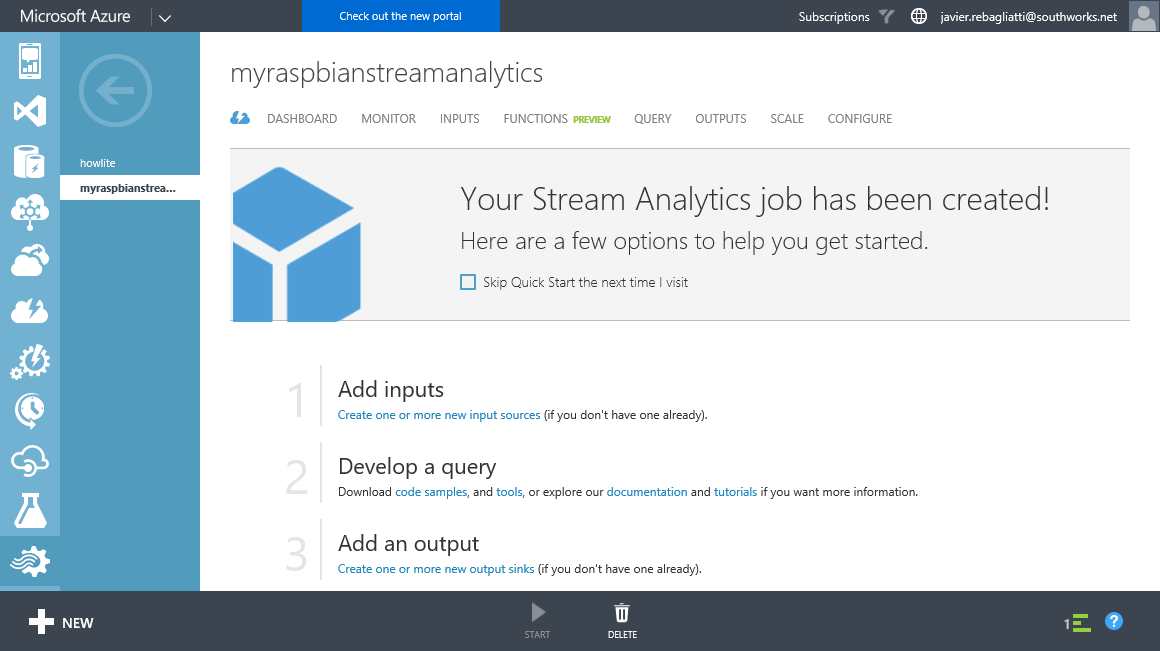 Microsoft Azure
Check out the new portal
Subscriptions
javier.rebagliatti@southworks.net
howlite
myraspbianstrea...
myraspbianstreamanalytics
DASHBOARD MONITOR INPUTS FUNCTIONS PREVIEW QUERY OUTPUTS SCALE CONFIGURE
Your Stream Analytics job has been created!
Here are a few options to help you get started.
Skip Quick Start the next time I visit
1 Add inputs
Create one or more new input sources (if you don't have one already).
2 Develop a query
Download code samples, and tools, or explore our documentation and tutorials if you want more information.
3 Add an output
Create one or more new output sinks (if you don't have one already).
NEW
START
DELETE
1
?